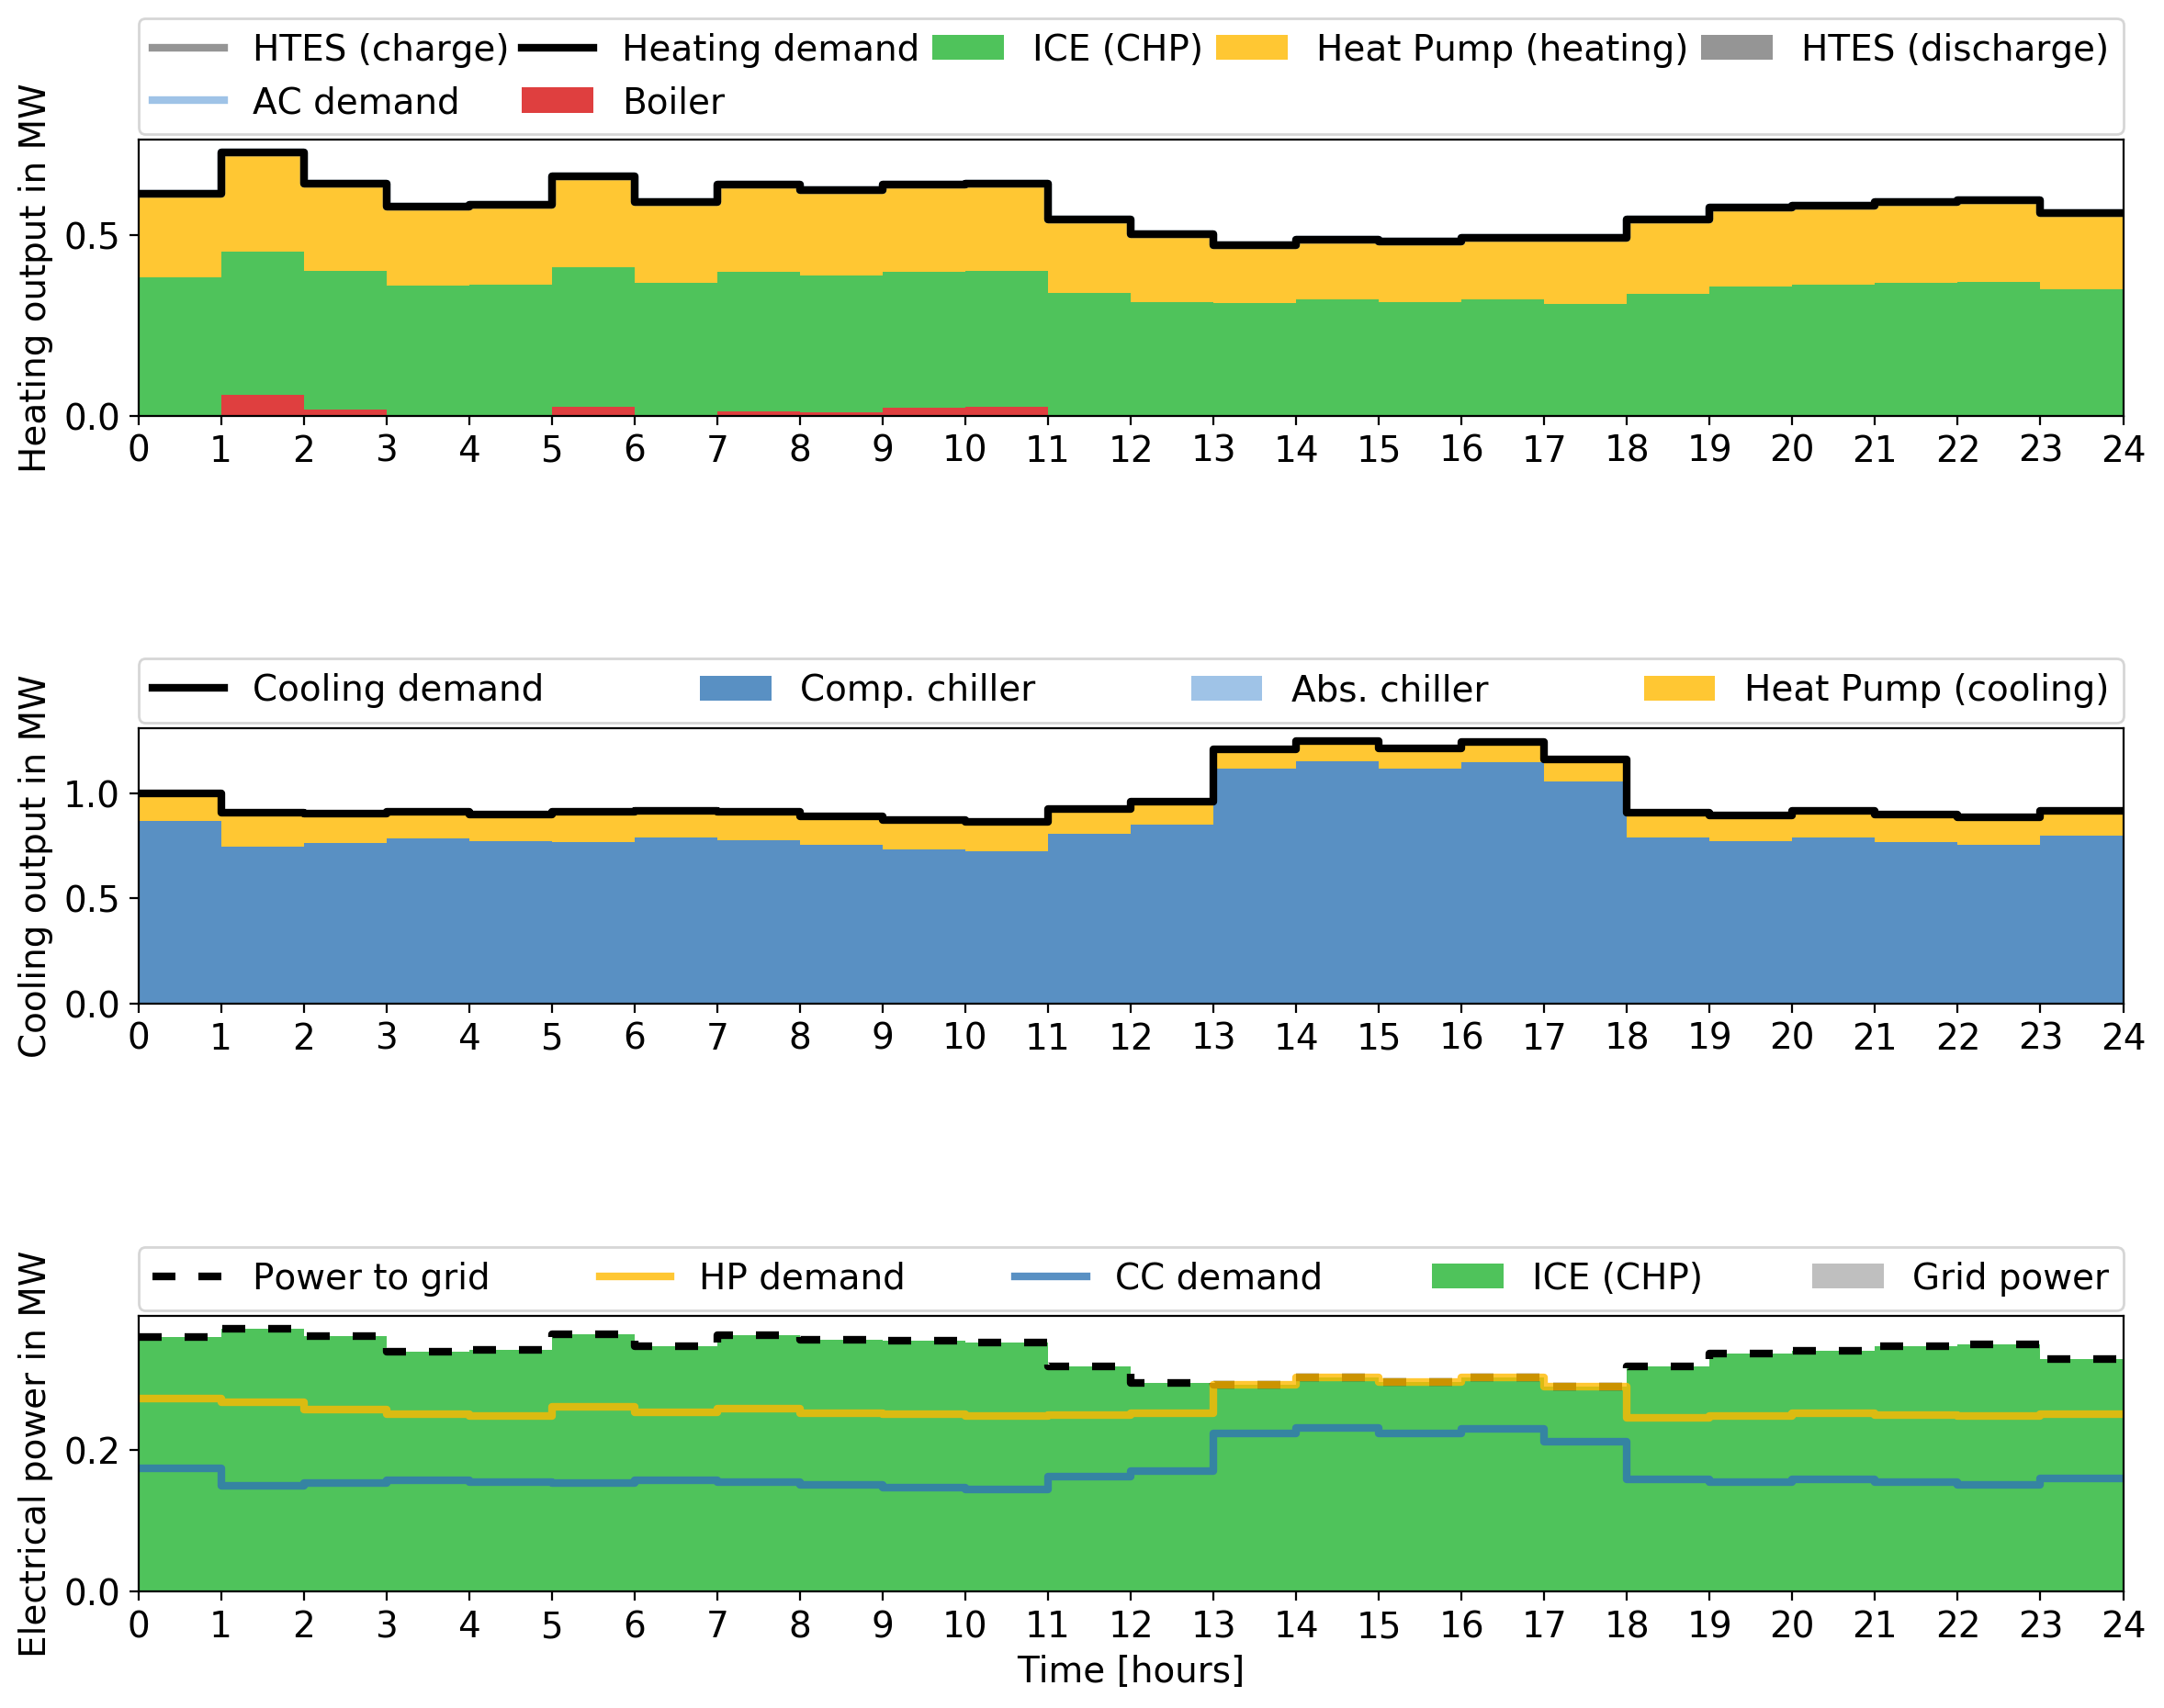 HTES (charge) Heating demand ICE (CHP) Heat Pump (heating) HTES (discharge)
AC demand Boiler
Heating output in MW
0.5
0.0
0 1 2 3 4 5 6 7 8 9 10 11 12 13 14 15 16 17 18 19 20 21 22 23 24
Cooling demand Comp. chiller Abs. chiller Heat Pump (cooling)
Cooling output in MW
1.0
0.5
0.0
0 1 2 3 4 5 6 7 8 9 10 11 12 13 14 15 16 17 18 19 20 21 22 23 24
Power to grid HP demand CC demand ICE (CHP) Grid power
Electrical power in MW
0.2
0.0
0 1 2 3 4 5 6 7 8 9 10 11 12 13 14 15 16 17 18 19 20 21 22 23 24
Time [hours]